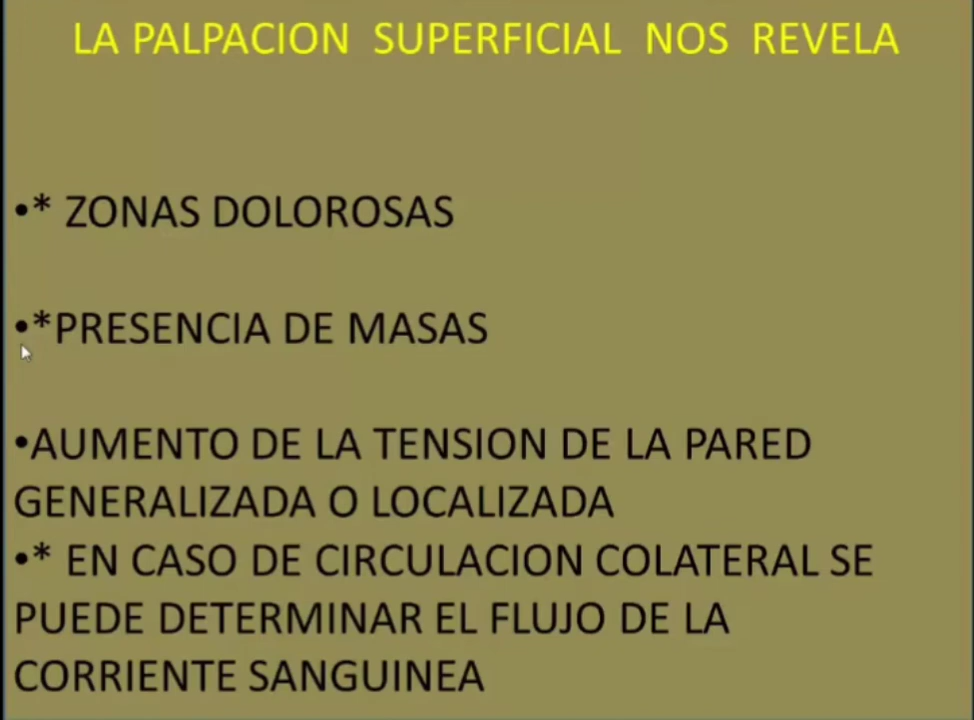 LA PALPACION SUPERFICIAL NOS REVELA
•* ZONAS DOLOROSAS
•*PRESENCIA DE MASAS
•AUMENTO DE LA TENSION DE LA PARED
GENERALIZADA O LOCALIZADA
•* EN CASO DE CIRCULACION COLATERAL SE
PUEDE DETERMINAR EL FLUJO DE LA
CORRIENTE SANGUINEA